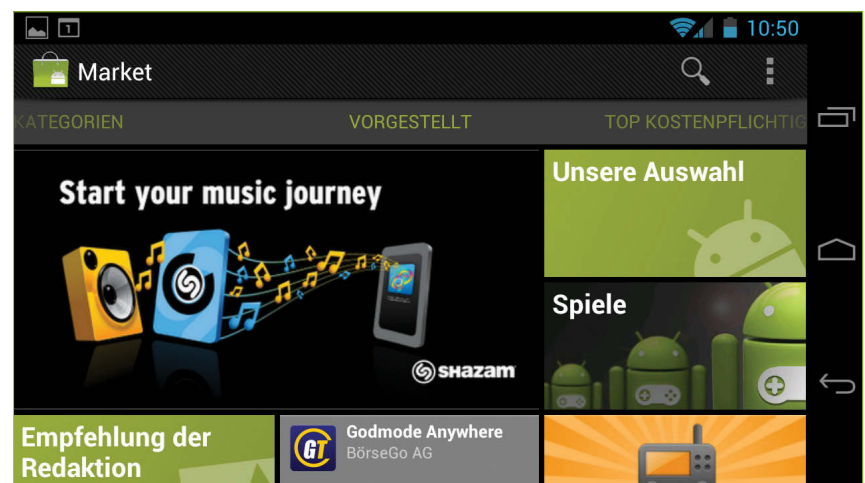 1
10:50
Market
KATEGORIEN
VORGESTELLT
TOP KOSTENPFLICHTIG
Start your music journey
SHAZAM
Unsere Auswahl
Spiele
Empfehlung der
Redaktion
GT
Godmode Anywhere
BörseGo AG